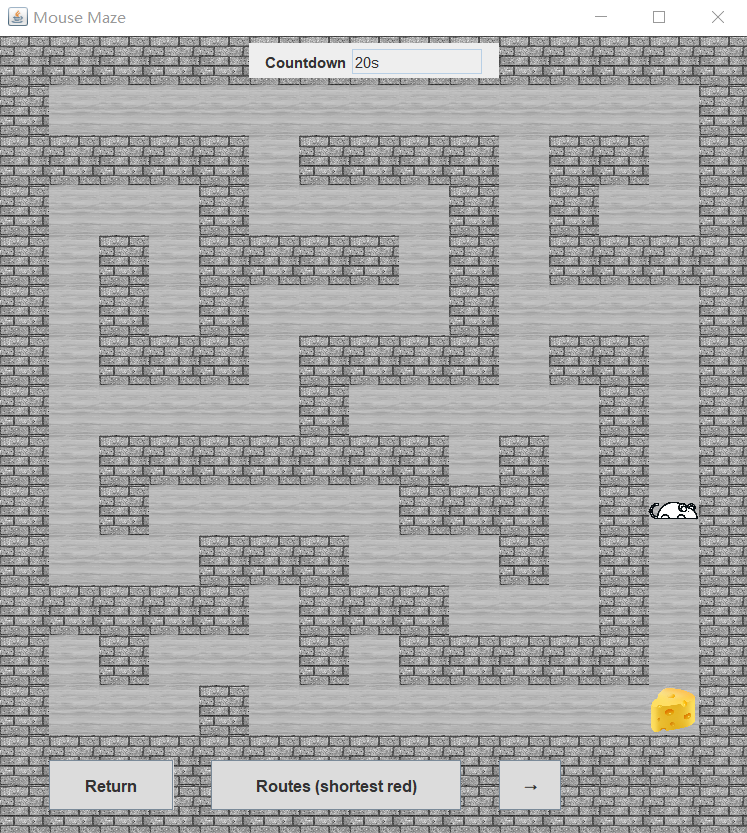 Mouse Maze
Countdown 20s
Return
Routes (shortest red)
→